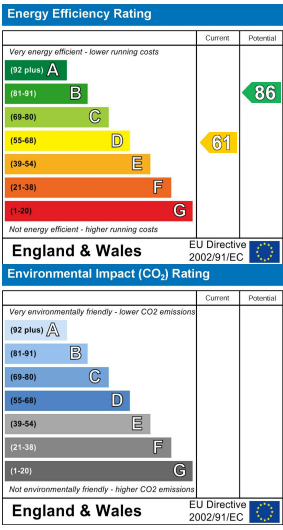 Energy Efficiency Rating
Current Potential
Very energy efficient - lower running costs
(92 plus) A
(81-91) B
86
(69-80) C
(55-68) D
61
(39-54) E
(21-38) F
(1-20) G
Not energy efficient - higher running costs
England & Wales
EU Directive
2002/91/EC
Environmental Impact (CO₂) Rating
Current Potential
Very environmentally friendly - lower CO2 emissions
(92 plus) A
(81-91) B
(69-80) C
(55-68) D
(39-54) E
(21-38) F
(1-20) G
Not environmentally friendly - higher CO2 emissions
England & Wales
EU Directive
2002/91/EC